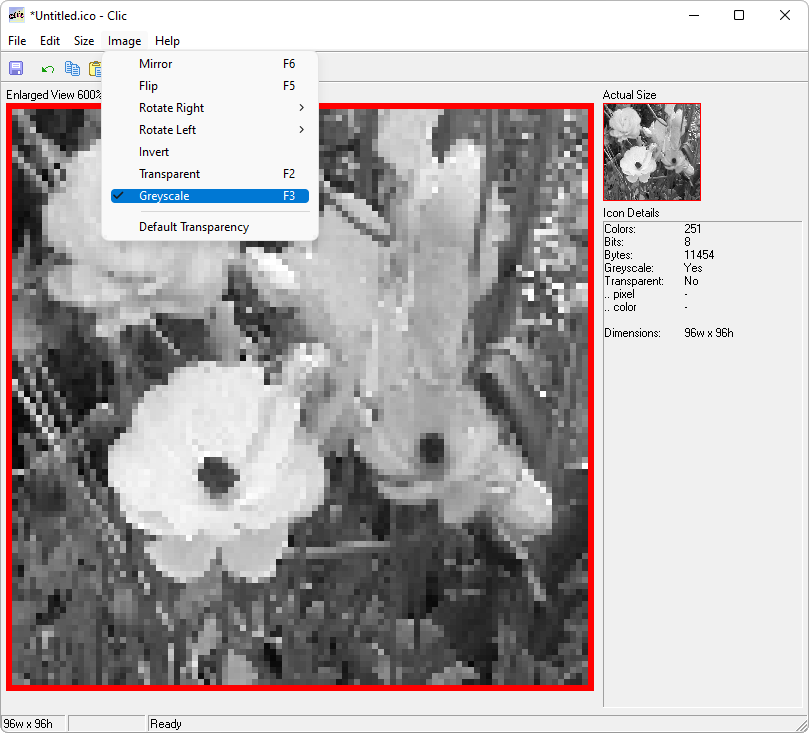 *Untitled.ico - Clic
File Edit Size Image Help
Mirror F6
Flip F5
Rotate Right
Rotate Left
Invert
Transparent F2
Greyscale F3
Default Transparency
Enlarged View 600%
Actual Size
Icon Details
Colors: 251
Bits: 8
Bytes: 11454
Greyscale: Yes
Transparent: No
.. pixel -
.. color -
Dimensions: 96w x 96h
96w x 96h Ready